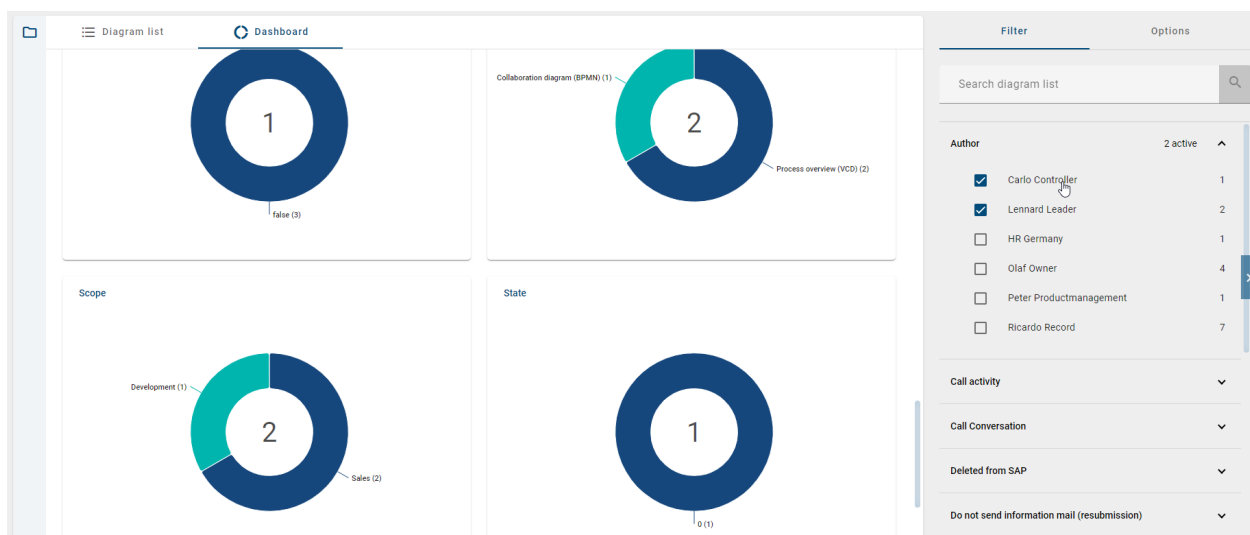 Diagram list
Dashboard
Filter
Options
Search diagram list
1
false (3)
Collaboration diagram (BPMN) (1)
2
Process overview (VCD) (2)
Scope
Development (1)
2
Sales (2)
State
1
0 (1)
Author
2 active
Carlo Controller
1
Lennard Leader
2
HR Germany
1
Olaf Owner
4
Peter Productmanagement
1
Ricardo Record
7
Call activity
Call Conversation
Deleted from SAP
Do not send information mail (resubmission)